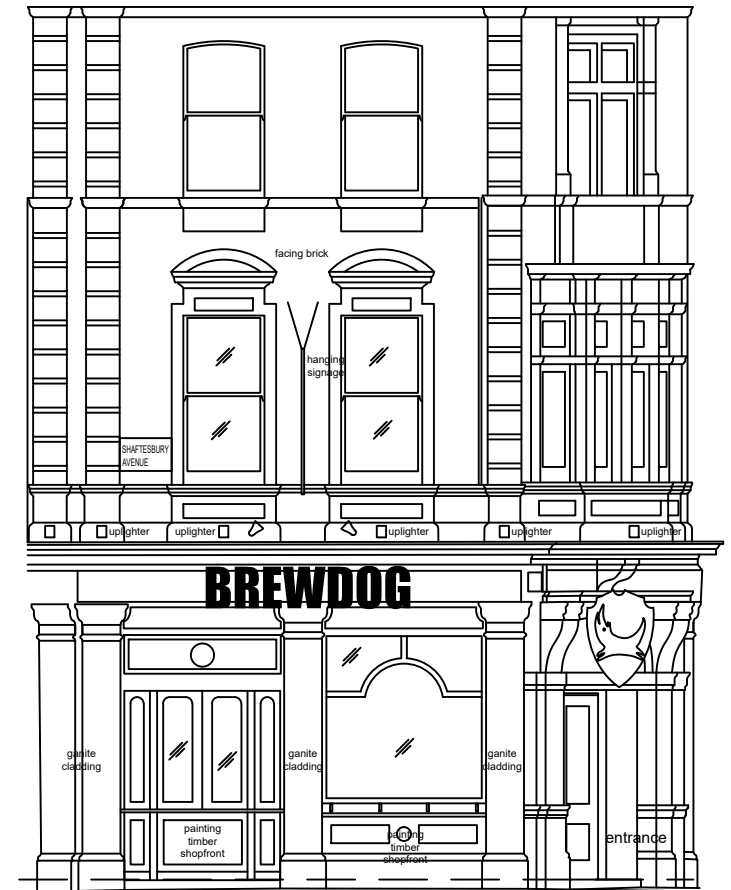 facing brick
hanging
signage
SHAFTESBURY
AVENUE
uplighter
uplighter
uplighter
uplighter
uplighter
BREWDOG
ganite
cladding
ganite
cladding
ganite
cladding
painting
timber
shopfront
painting
timber
shopfront
entrance